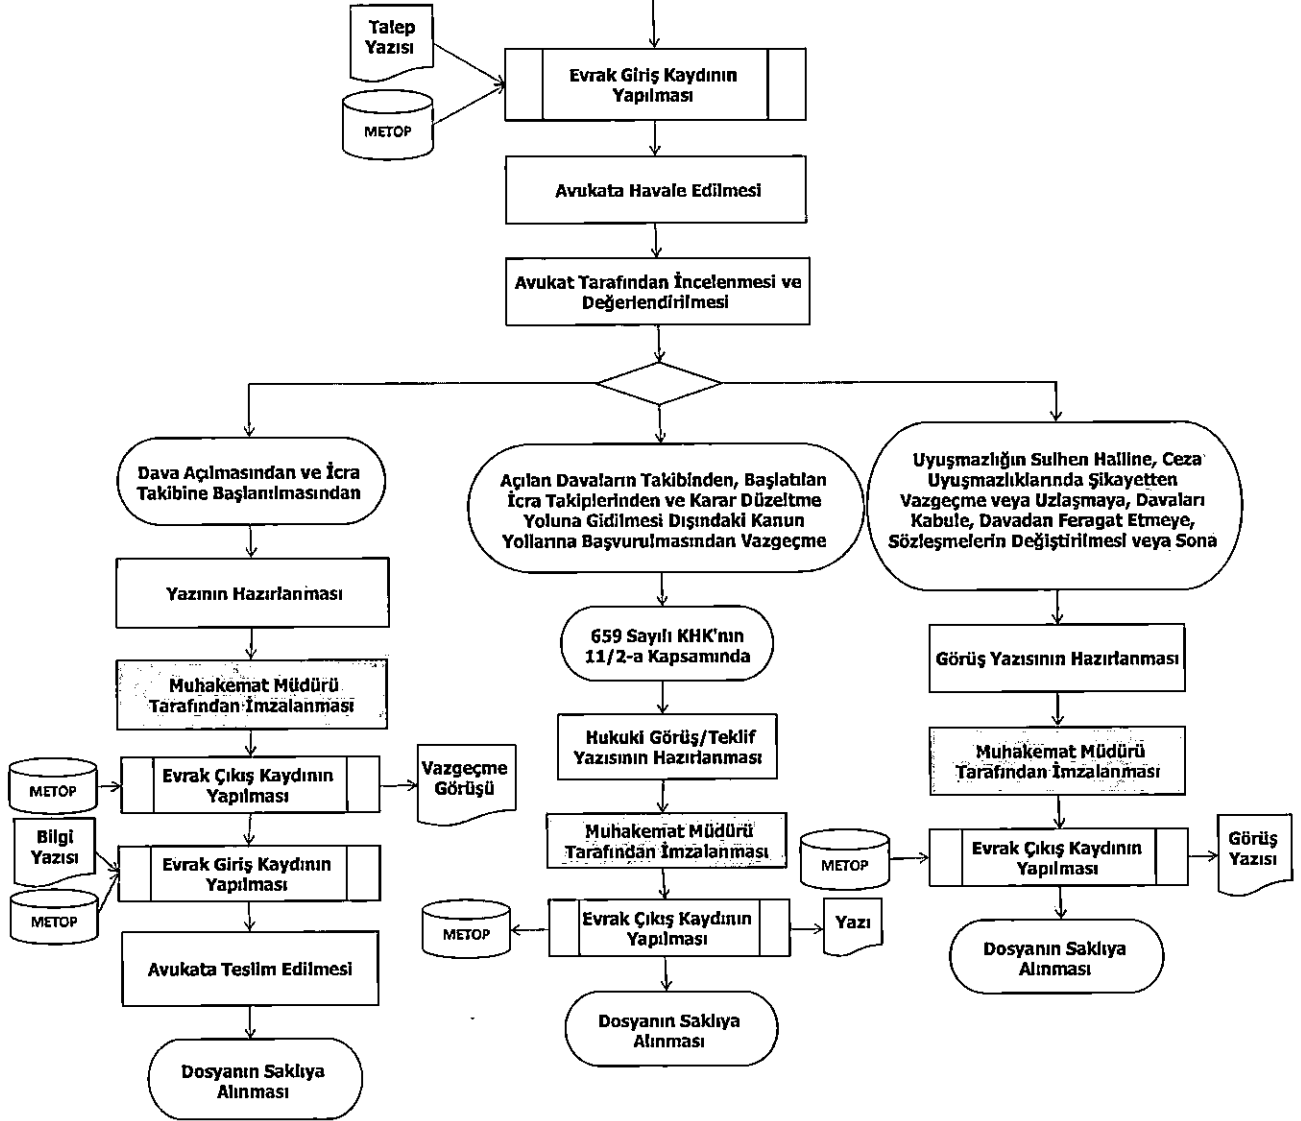 Talep
Yazısı
METOP
Evrak Giriş Kaydının
Yapılması
Avukata Havale Edilmesi
Avukat Tarafından İncelenmesi ve
Değerlendirilmesi
Dava Açılmasından ve İcra
Takibine Başlanılmasından
Yazının Hazırlanması
Muhakemat Müdürü
Tarafından İmzalanması
METOP
Evrak Çıkış Kaydının
Yapılması
Vazgeçme
Görüşü
Bilgi
Yazısı
METOP
Evrak Giriş Kaydının
Yapılması
Avukata Teslim Edilmesi
Dosyanın Saklıya
Alınması
Açılan Davaların Takibinden, Başlatılan
İcra Takiplerinden ve Karar Düzeltme
Yoluna Gidilmesi Dışındaki Kanun
Yollarına Başvurulmasından Vazgeçme
659 Sayılı KHK'nın
11/2-a Kapsamında
Hukuki Görüş/Teklif
Yazısının Hazırlanması
Muhakemat Müdürü
Tarafından İmzalanması
METOP
Evrak Çıkış Kaydının
Yapılması
Yazı
Dosyanın Saklıya
Alınması
Uyuşmazlığın Sulhen Halline, Ceza
Uyuşmazlıklarında Şikayetten
Vazgeçme veya Uzlaşmaya, Davaları
Kabule, Davadan Feragat Etmeye,
Sözleşmelerin Değiştirilmesi veya Sona
Görüş Yazısının Hazırlanması
Muhakemat Müdürü
Tarafından İmzalanması
METOP
Evrak Çıkış Kaydının
Yapılması
Görüş
Yazısı
Dosyanın Saklıya
Alınması